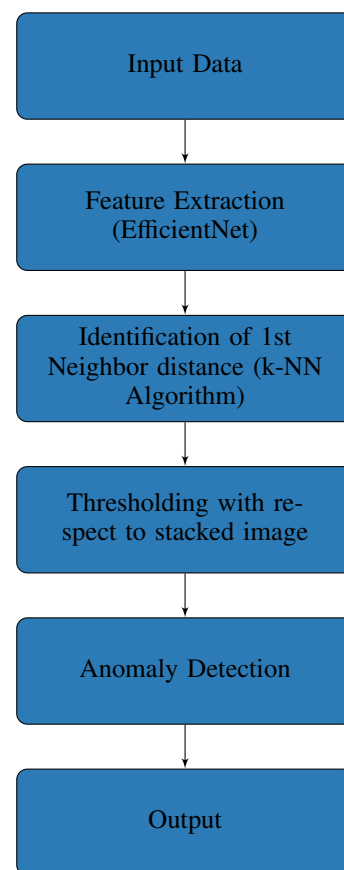 Input Data
Feature Extraction
(EfficientNet)
Identification of 1st
Neighbor distance (k-NN
Algorithm)
Thresholding with re-
spect to stacked image
Anomaly Detection
Output